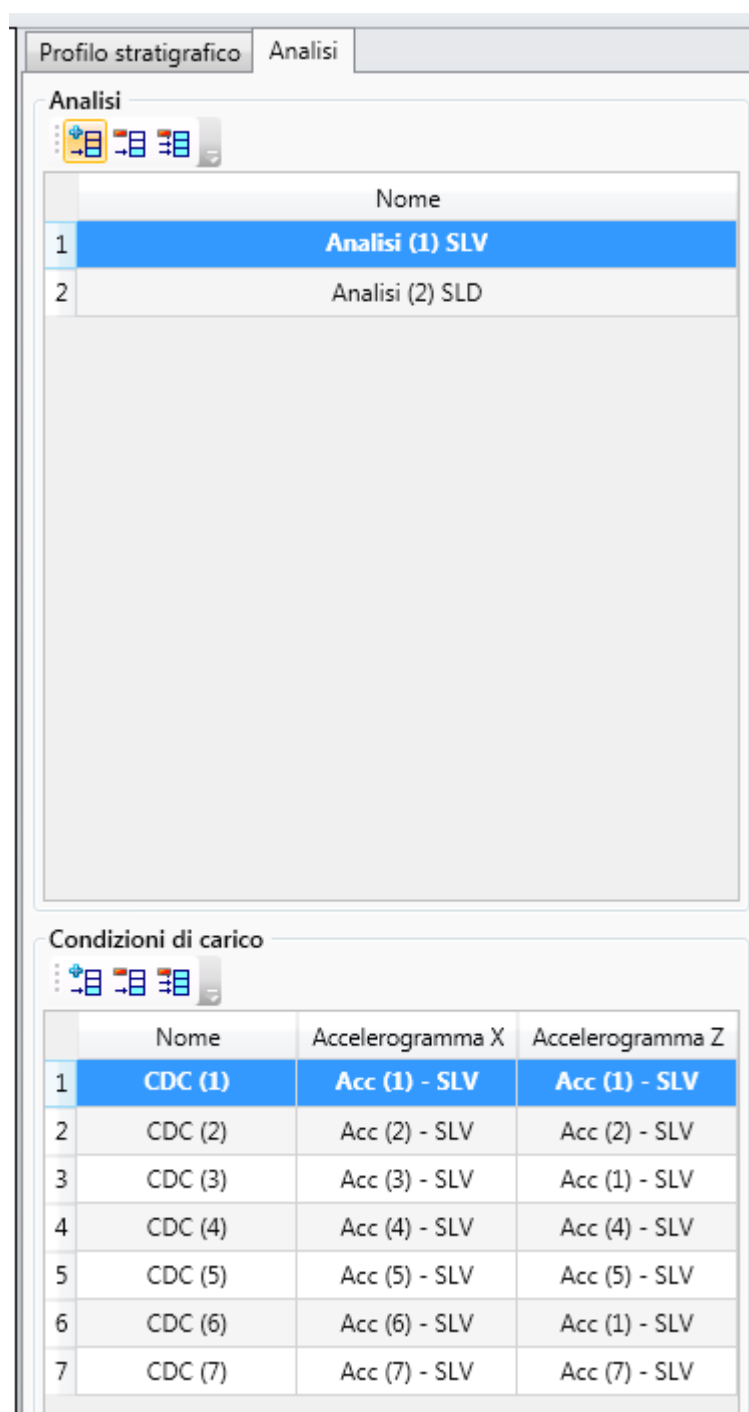 Profilo stratigrafico Analisi
Analisi
Nome
1 Analisi (1) SLV
2 Analisi (2) SLD
Condizioni di carico
Nome Accelerogramma X Accelerogramma Z
1 CDC (1) Acc (1) - SLV Acc (1) - SLV
2 CDC (2) Acc (2) - SLV Acc (2) - SLV
3 CDC (3) Acc (3) - SLV Acc (1) - SLV
4 CDC (4) Acc (4) - SLV Acc (4) - SLV
5 CDC (5) Acc (5) - SLV Acc (5) - SLV
6 CDC (6) Acc (6) - SLV Acc (1) - SLV
7 CDC (7) Acc (7) - SLV Acc (7) - SLV